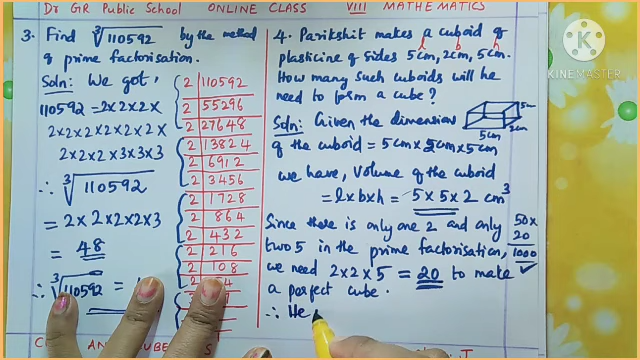 Dr GR Public School ONLINE CLASS VIII MATHEMATICS
3. Find ∛110592 by the method
of prime factorisation.
Soln: We got,
110592 = 2×2×2×
2×2×2×2×2×2×
2×2×2×3×3×3
∴ ∛110592
= 2×2×2×2×3
= 48
∴ ∛110592 =
2 | 110592
2 | 55296
2 | 27648
2 | 13824
2 | 6912
2 | 3456
2 | 1728
2 | 864
2 | 432
2 | 216
2 | 108
4. Parikshit makes a cuboid of
l b h
plasticine of sides 5cm, 2cm, 5cm.
How many such cuboids will he
need to form a cube?
Soln: Given the dimension
of the cuboid = 5cm×2cm×5cm
5cm
2cm
5cm
we have, Volume of the cuboid
= l×b×h = 5×5×2 cm³
Since there is only one 2 and only
two 5 in the prime factorisation,
we need 2×2×5 = 20 to make
a perfect cube.
∴ He
50×
20
1000
KINEMASTER